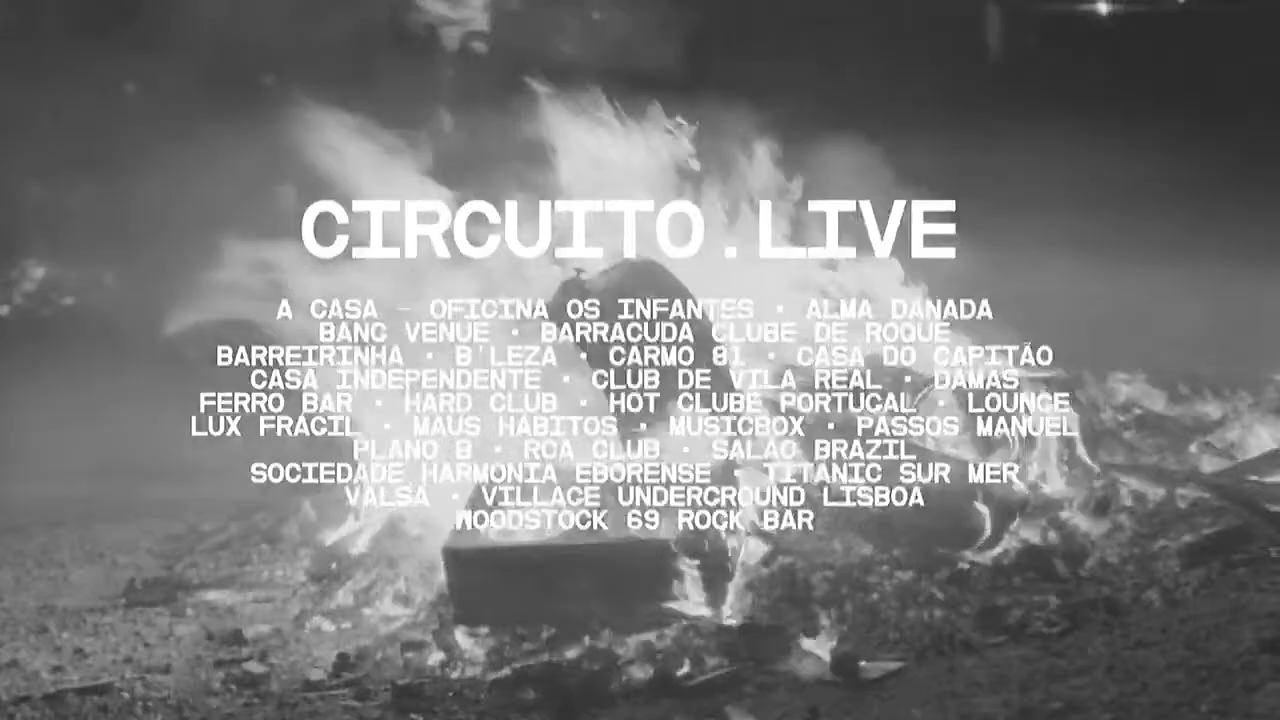 CIRCUITO.LIVE
A CASA – OFICINA OS INFANTES · ALMA DANADA
BANG VENUE · BARRACUDA CLUBE DE ROQUE
BARREIRINHA · B'LEZA · CARMO 81 · CASA DO CAPITÃO
CASA INDEPENDENTE · CLUB DE VILA REAL · DAMAS
FERRO BAR · HARD CLUB · HOT CLUBE PORTUGAL · LOUNGE
LUX FRÁGIL · MAUS HÁBITOS · MUSICBOX · PASSOS MANUEL
PLANO B · RCA CLUB · SALÃO BRAZIL
SOCIEDADE HARMONIA EBORENSE · TITANIC SUR MER
VALSA · VILLAGE UNDERGROUND LISBOA
WOODSTOCK 69 ROCK BAR